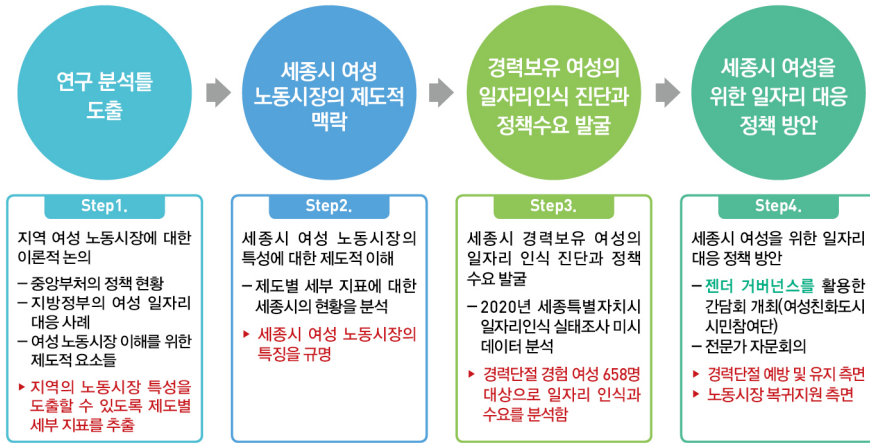 연구 분석틀
도출
세종시 여성
노동시장의 제도적
맥락
경력보유 여성의
일자리인식 진단과
정책수요 발굴
세종시 여성을
위한 일자리 대응
정책 방안
Step1.
지역 여성 노동시장에 대한
이론적 논의
– 중앙부처의 정책 현황
– 지방정부의 여성 일자리
대응 사례
– 여성 노동시장 이해를 위한
제도적 요소들
▶ 지역의 노동시장 특성을
도출할 수 있도록 제도별
세부 지표를 추출
Step2.
세종시 여성 노동시장의
특성에 대한 제도적 이해
– 제도별 세부 지표에 대한
세종시의 현황을 분석
▶ 세종시 여성 노동시장의
특징을 규명
Step3.
세종시 경력보유 여성의
일자리 인식 진단과 정책
수요 발굴
– 2020년 세종특별자치시
일자리인식 실태조사 미시
데이터 분석
▶ 경력단절 경험 여성 658명
대상으로 일자리 인식과
수요를 분석함
Step4.
세종시 여성을 위한 일자리
대응 정책 방안
– 젠더 거버넌스를 활용한
간담회 개최(여성친화도시
시민참여단)
– 전문가 자문회의
▶ 경력단절 예방 및 유지 측면
▶ 노동시장 복귀지원 측면